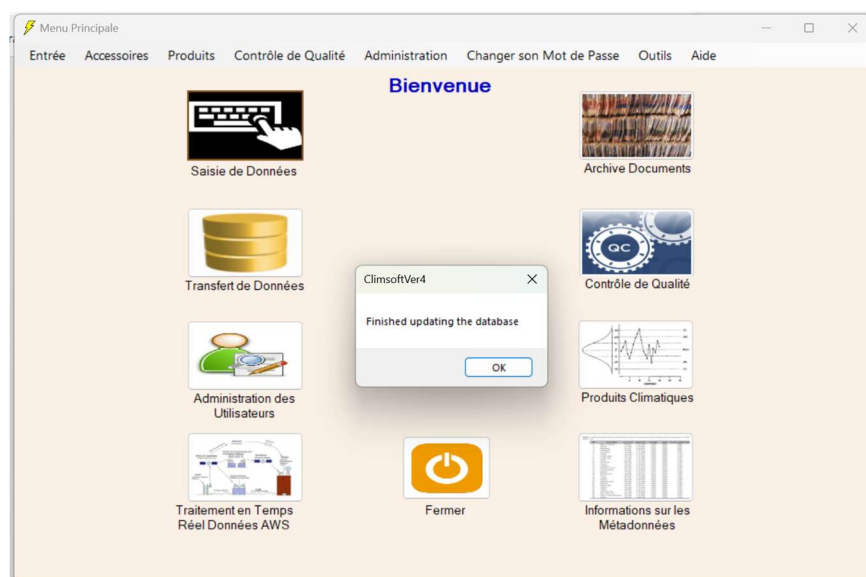 Menu Principale
Entrée Accessoires Produits Contrôle de Qualité Administration Changer son Mot de Passe Outils Aide
Bienvenue
Saisie de Données
Archive Documents
Transfert de Données
QC
Contrôle de Qualité
ClimsoftVer4
Finished updating the database
OK
Administration des
Utilisateurs
Produits Climatiques
Traitement en Temps
Réel Données AWS
Fermer
Informations sur les
Métadonnées